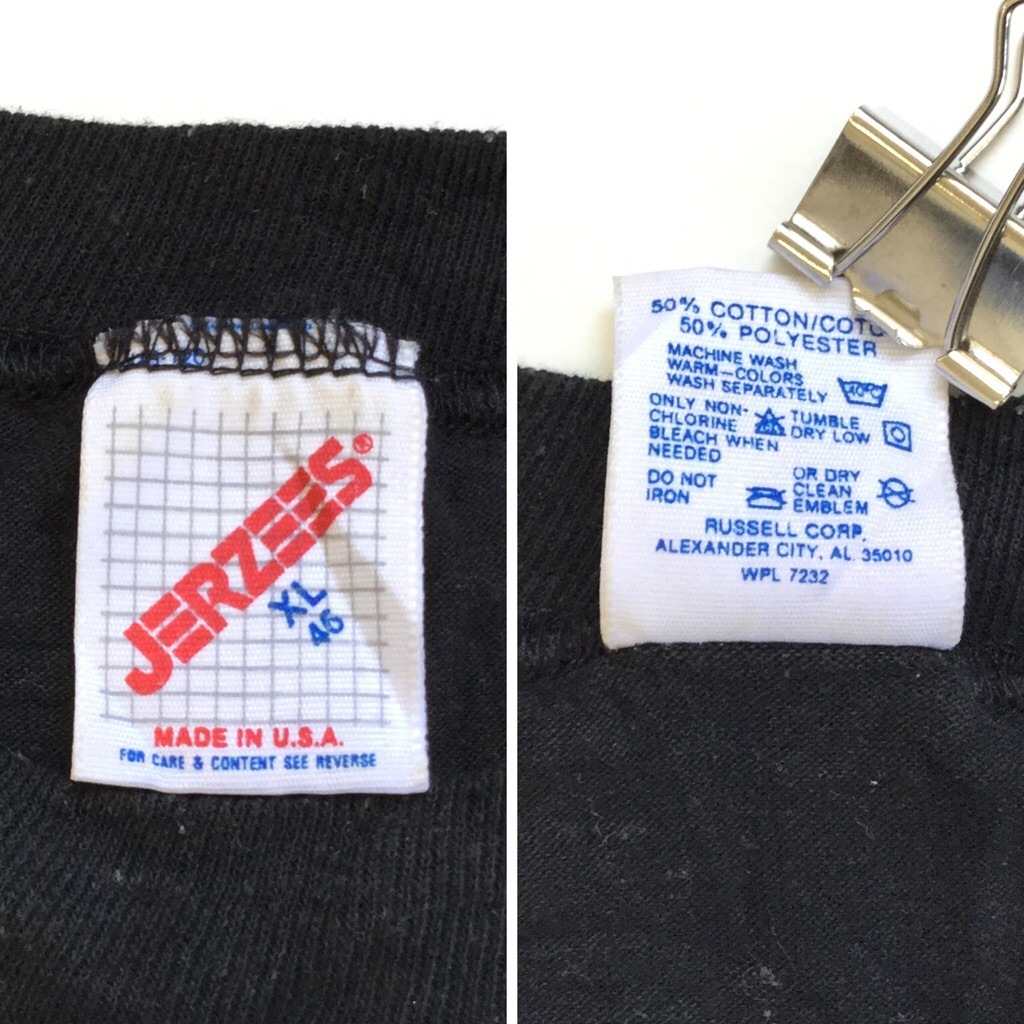 JERZEES®
XL
46
MADE IN U.S.A.
FOR CARE & CONTENT SEE REVERSE
50% COTTON/COTO
50% POLYESTER
MACHINE WASH
WARM-COLORS
WASH SEPARATELY
40°C
ONLY NON-
CHLORINE
BLEACH WHEN
NEEDED
TUMBLE
DRY LOW
DO NOT
IRON
OR DRY
CLEAN
EMBLEM
RUSSELL CORP.
ALEXANDER CITY, AL 35010
WPL 7232